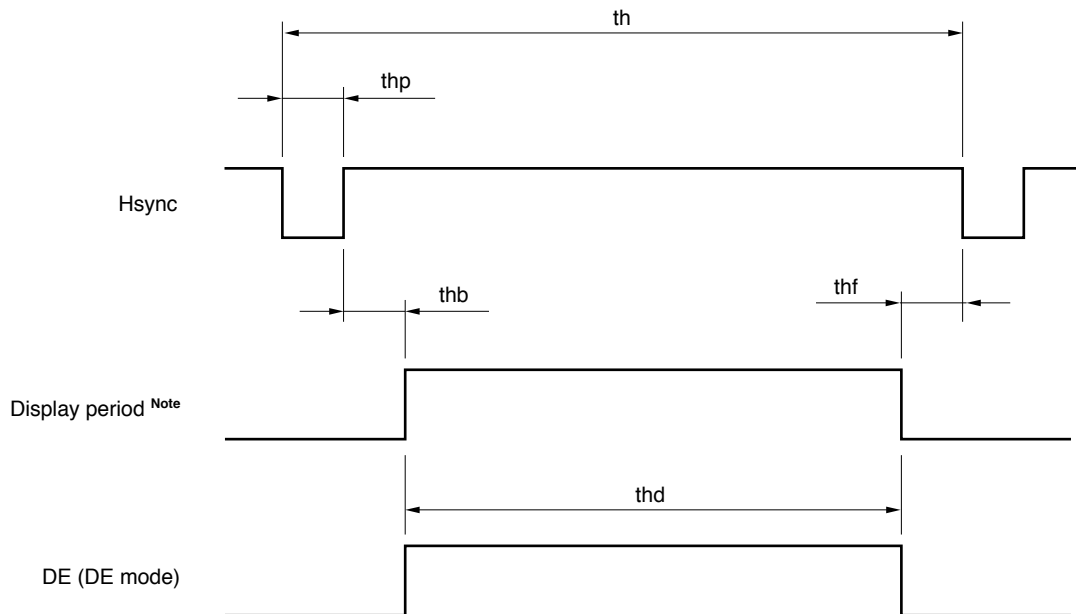 th
thp
Hsync
thb
thf
Display period Note
thd
DE (DE mode)